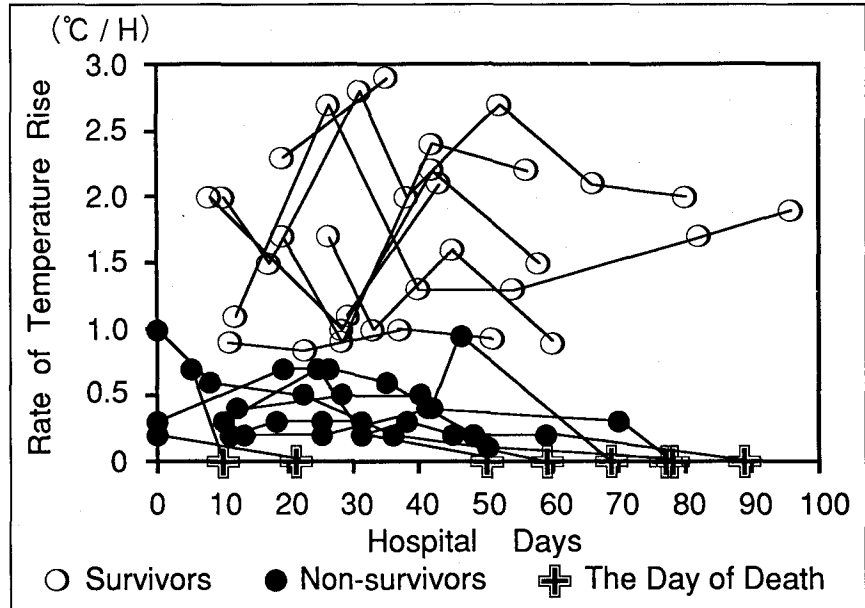 (℃ / H)
Rate of Temperature Rise
3.0
2.5
2.0
1.5
1.0
0.5
0
0 10 20 30 40 50 60 70 80 90 100
Hospital Days
Survivors Non-survivors The Day of Death